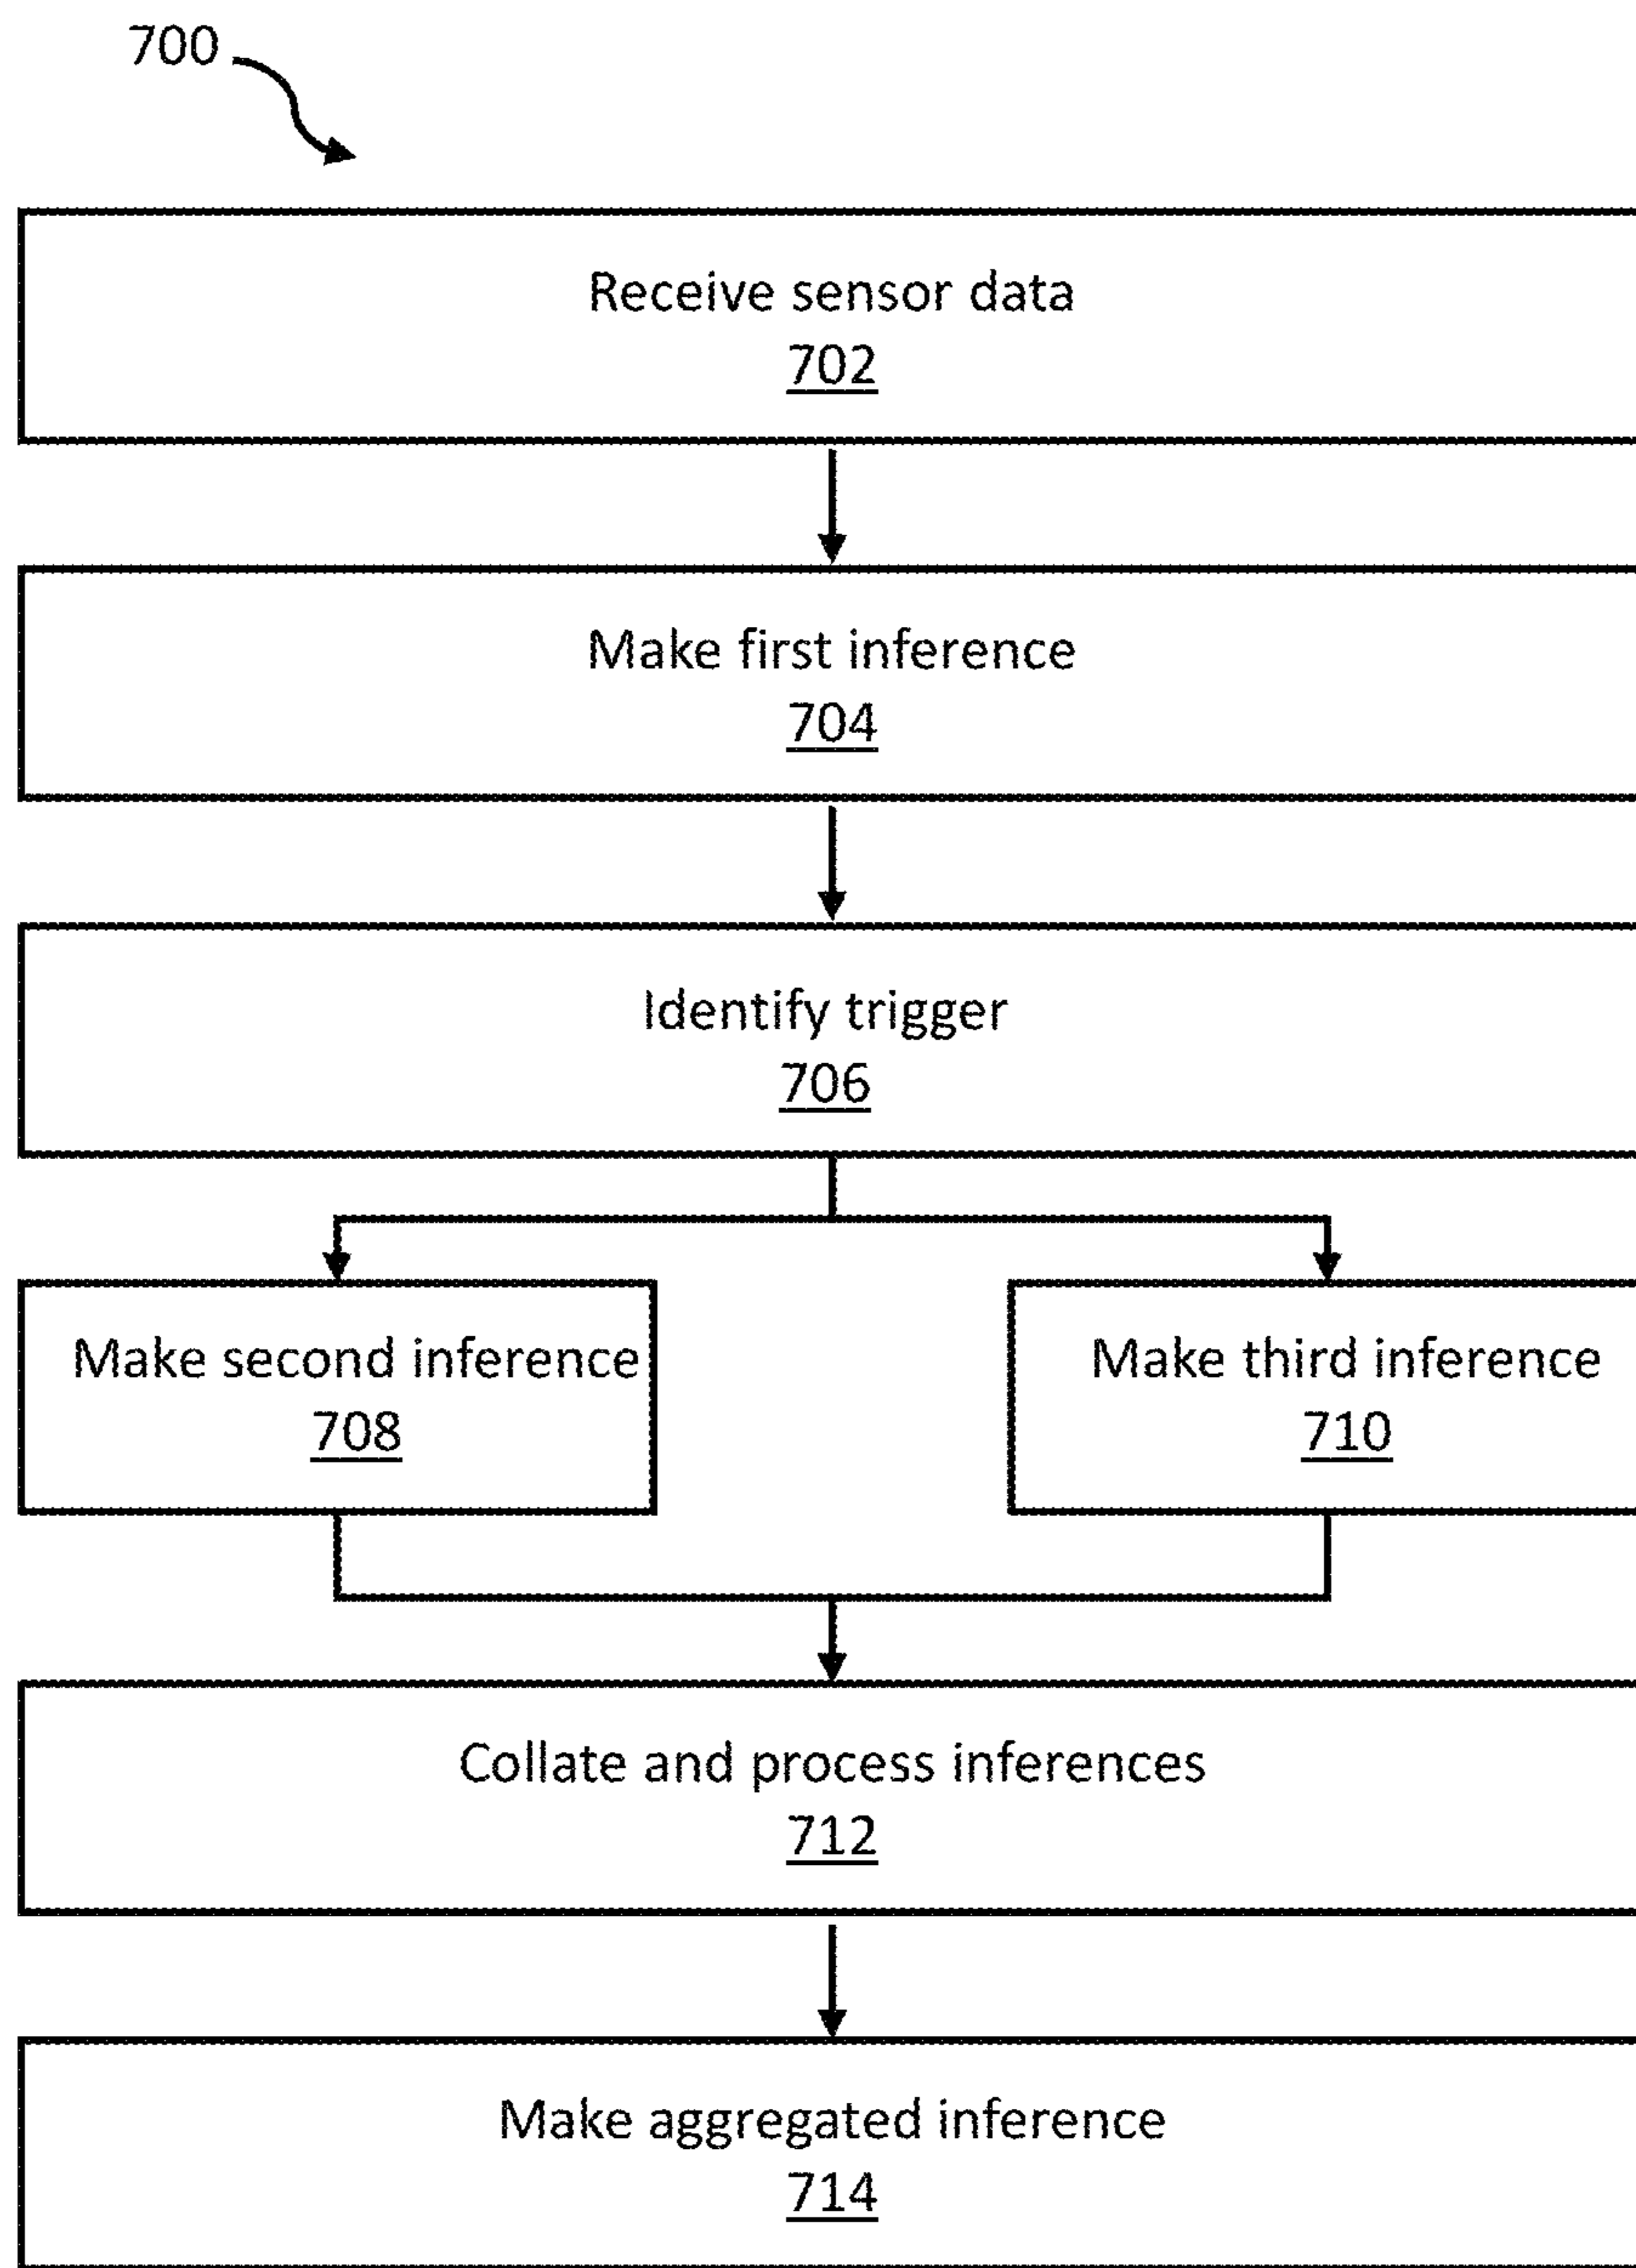 700
Receive sensor data
702
Make first inference
704
Identify trigger
706
Make second inference
708
Make third inference
710
Collate and process inferences
712
Make aggregated inference
714